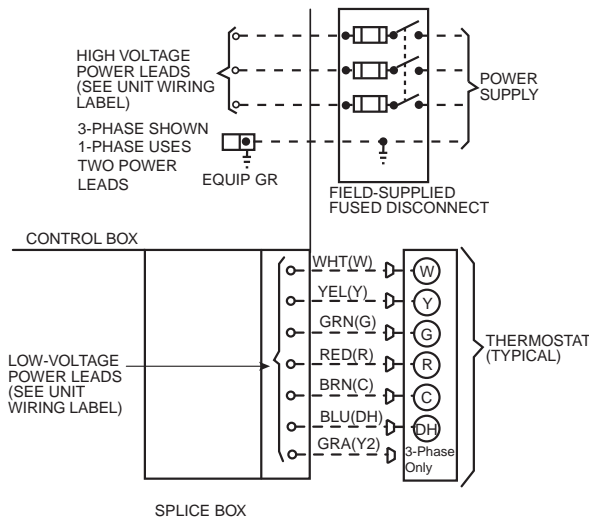 HIGH VOLTAGE
POWER LEADS
(SEE UNIT WIRING
LABEL)
POWER
SUPPLY
3-PHASE SHOWN
1-PHASE USES
TWO POWER
LEADS
EQUIP GR
FIELD-SUPPLIED
FUSED DISCONNECT
CONTROL BOX
WHT(W)
W
YEL(Y)
Y
GRN(G)
G
RED(R)
R
BRN(C)
C
BLU(DH)
DH
GRA(Y2)
3-Phase
Only
THERMOSTAT
(TYPICAL)
LOW-VOLTAGE
POWER LEADS
(SEE UNIT
WIRING LABEL)
SPLICE BOX